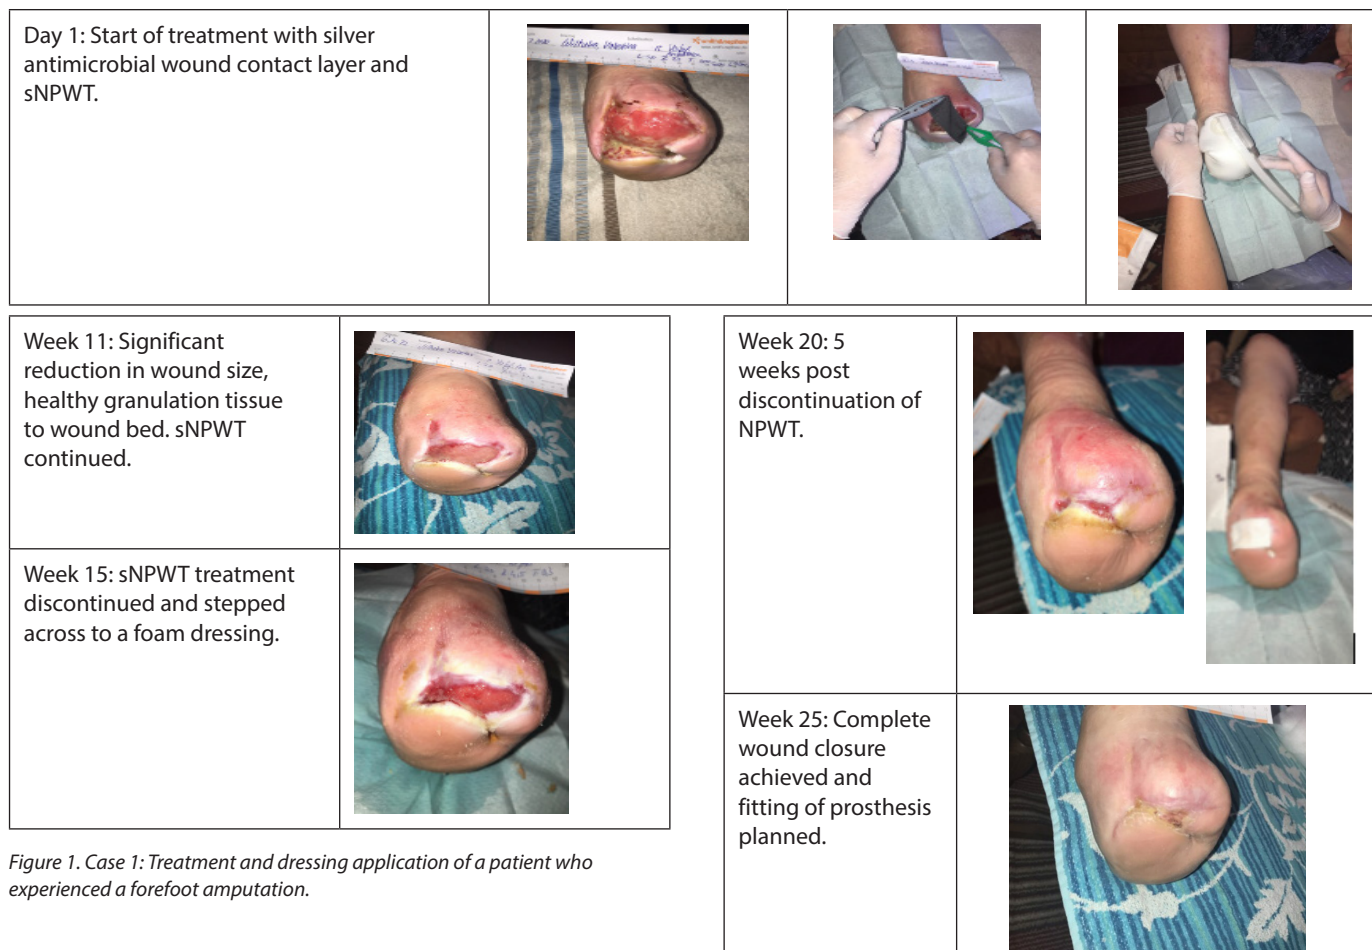 Day 1: Start of treatment with silver
antimicrobial wound contact layer and
sNPWT.
Week 11: Significant
reduction in wound size,
healthy granulation tissue
to wound bed. sNPWT
continued.
Week 15: sNPWT treatment
discontinued and stepped
across to a foam dressing.
Figure 1. Case 1: Treatment and dressing application of a patient who
experienced a forefoot amputation.
Week 20: 5
weeks post
discontinuation of
NPWT.
Week 25: Complete
wound closure
achieved and
fitting of prosthesis
planned.